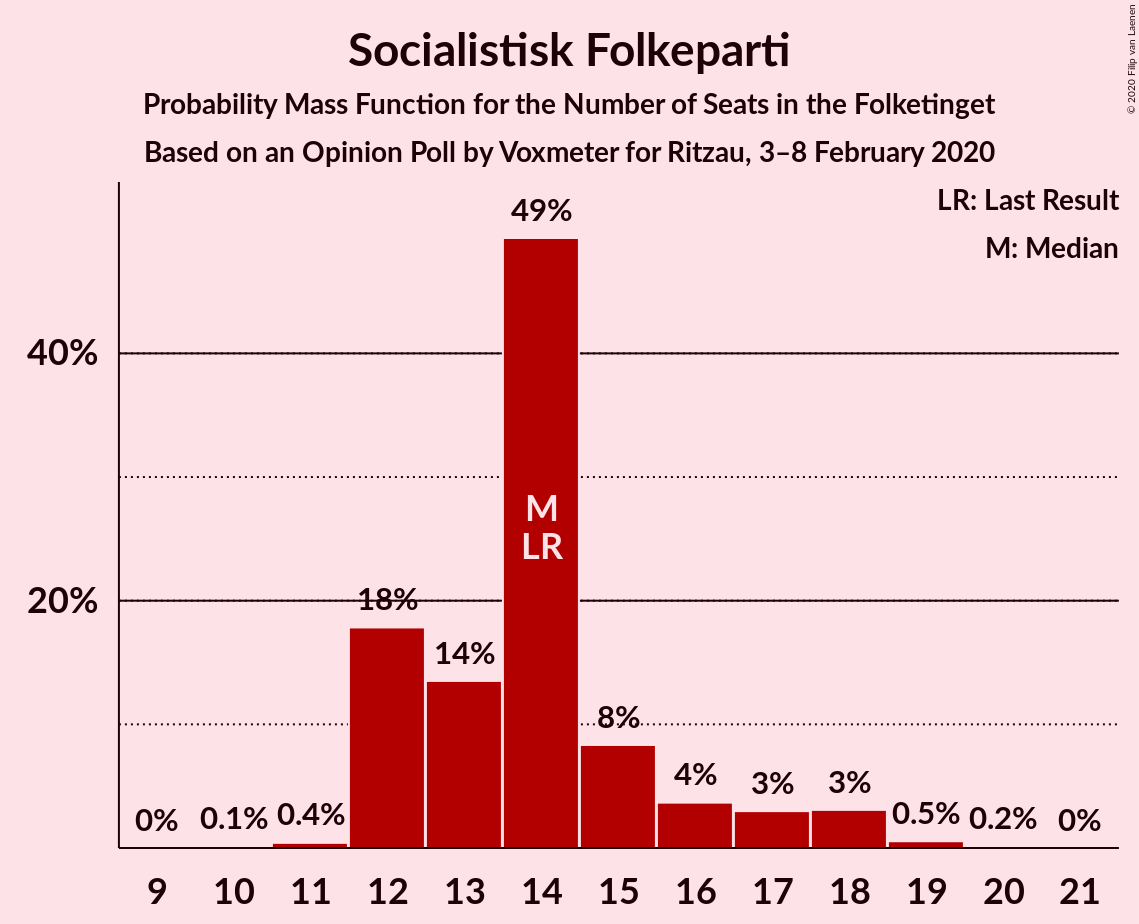 Socialistisk Folkeparti
Probability Mass Function for the Number of Seats in the Folketinget
Based on an Opinion Poll by Voxmeter for Ritzau, 3–8 February 2020
© 2020 Filip van Laenen
LR: Last Result
M: Median
40%
20%
0%
0.1%
0.4%
18%
14%
49%
M
LR
8%
4%
3%
3%
0.5%
0.2%
0%
9 10 11 12 13 14 15 16 17 18 19 20 21